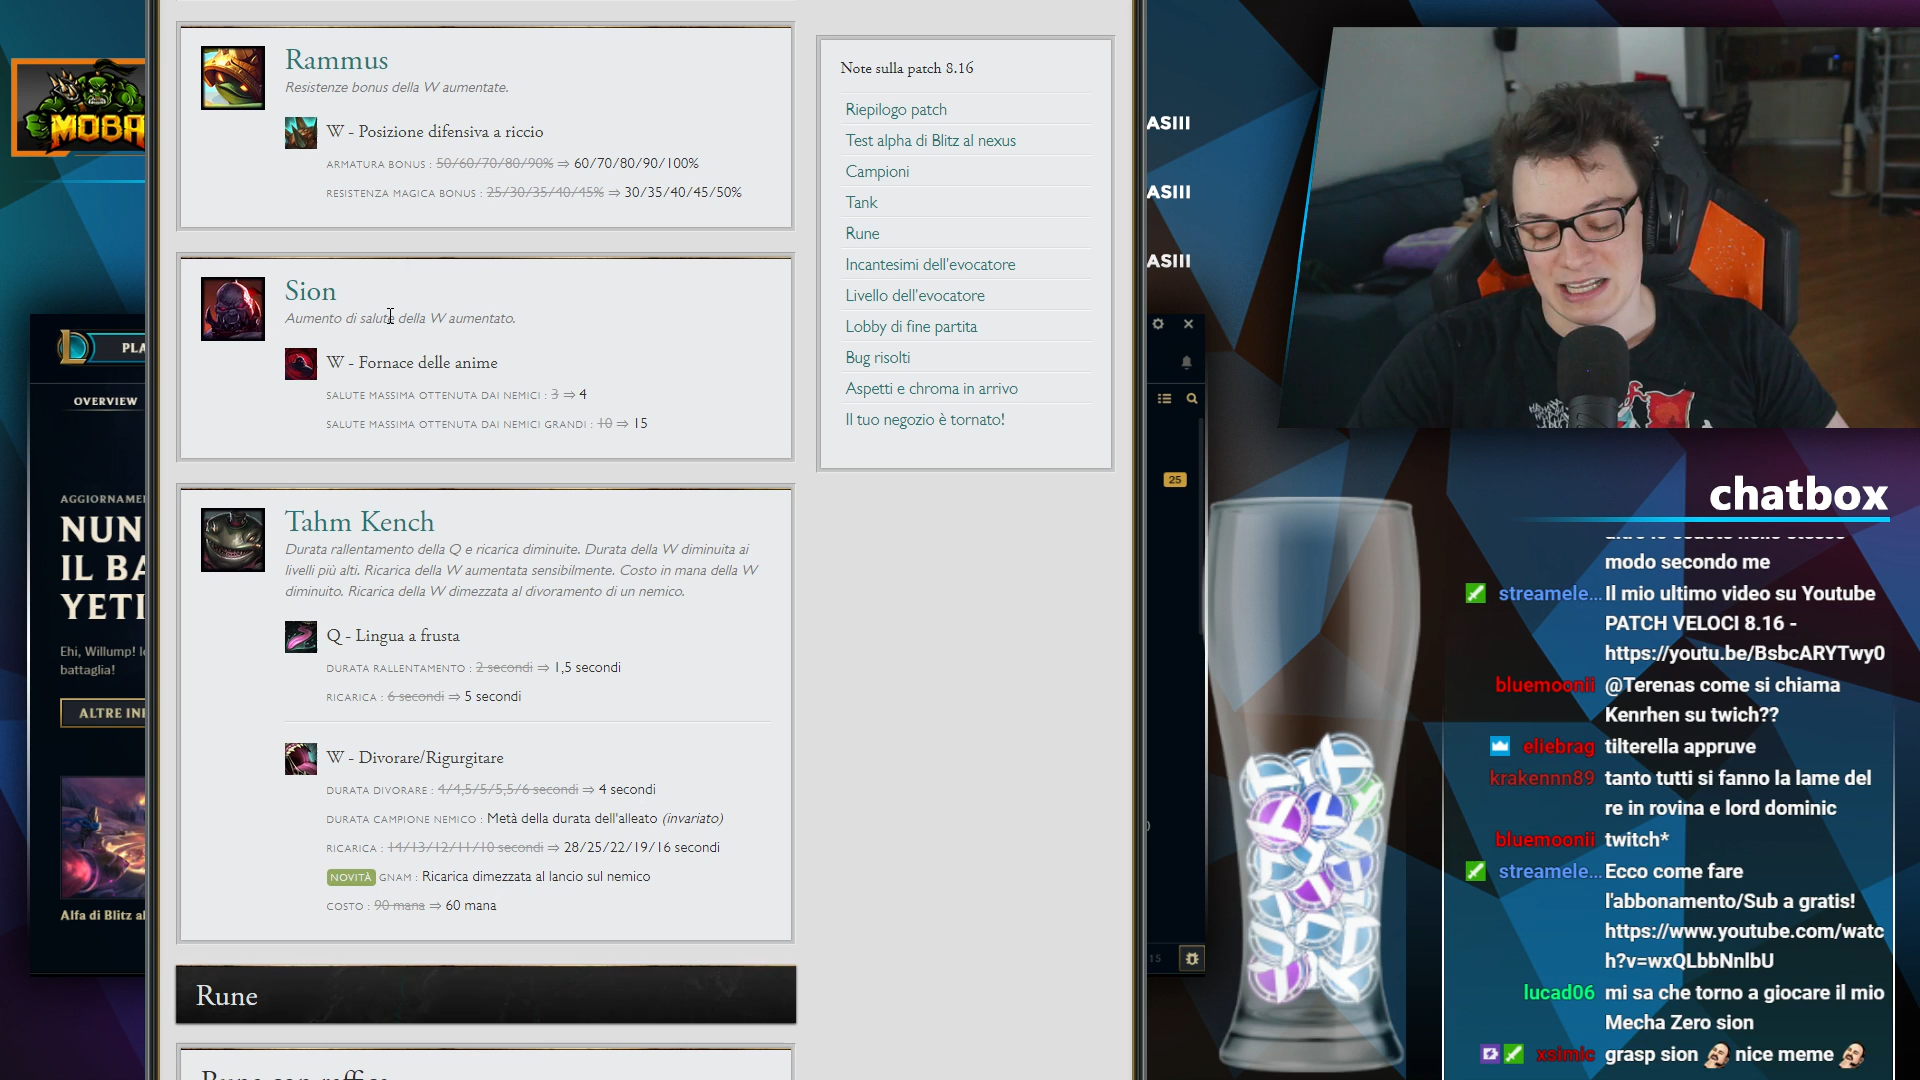 Rammus
Resistenze bonus della W aumentate.
W - Posizione difensiva a riccio
ARMATURA BONUS : 50/60/70/80/90% ⇒ 60/70/80/90/100%
RESISTENZA MAGICA BONUS : 25/30/35/40/45% ⇒ 30/35/40/45/50%
Sion
Aumento di salute della W aumentato.
W - Fornace delle anime
SALUTE MASSIMA OTTENUTA DAI NEMICI : 3 ⇒ 4
SALUTE MASSIMA OTTENUTA DAI NEMICI GRANDI : 10 ⇒ 15
Tahm Kench
Durata rallentamento della Q e ricarica diminuite. Durata della W diminuita ai
livelli più alti. Ricarica della W aumentata sensibilmente. Costo in mana della W
diminuito. Ricarica della W dimezzata al divoramento di un nemico.
Q - Lingua a frusta
DURATA RALLENTAMENTO : 2 secondi ⇒ 1,5 secondi
RICARICA : 6 secondi ⇒ 5 secondi
W - Divorare/Rigurgitare
DURATA DIVORARE : 4/4,5/5/5,5/6 secondi ⇒ 4 secondi
DURATA CAMPIONE NEMICO : Metà della durata dell'alleato (invariato)
RICARICA : 14/13/12/11/10 secondi ⇒ 28/25/22/19/16 secondi
NOVITÀ GNAM : Ricarica dimezzata al lancio sul nemico
COSTO : 90 mana ⇒ 60 mana
Rune
Note sulla patch 8.16
Riepilogo patch
Test alpha di Blitz al nexus
Campioni
Tank
Rune
Incantesimi dell'evocatore
Livello dell'evocatore
Lobby di fine partita
Bug risolti
Aspetti e chroma in arrivo
Il tuo negozio è tornato!
MOBA
PLA
OVERVIEW
AGGIORNAME
NUN
IL BA
YETI
Ehi, Willump! I
battaglia!
ALTRE IN
Alfa di Blitz al
ASIII
ASIII
ASIII
25
15
chatbox
modo secondo me
streamele... Il mio ultimo video su Youtube
PATCH VELOCI 8.16 -
https://youtu.be/BsbcARYTwy0
bluemoonii @Terenas come si chiama
Kenrhen su twich??
eliebrag tilterella appruve
krakennn89 tanto tutti si fanno la lame del
re in rovina e lord dominic
bluemoonii twitch*
streamele... Ecco come fare
l'abbonamento/Sub a gratis!
https://www.youtube.com/watc
h?v=wxQLbbNnlbU
lucad06 mi sa che torno a giocare il mio
Mecha Zero sion
xsimic grasp sion nice meme